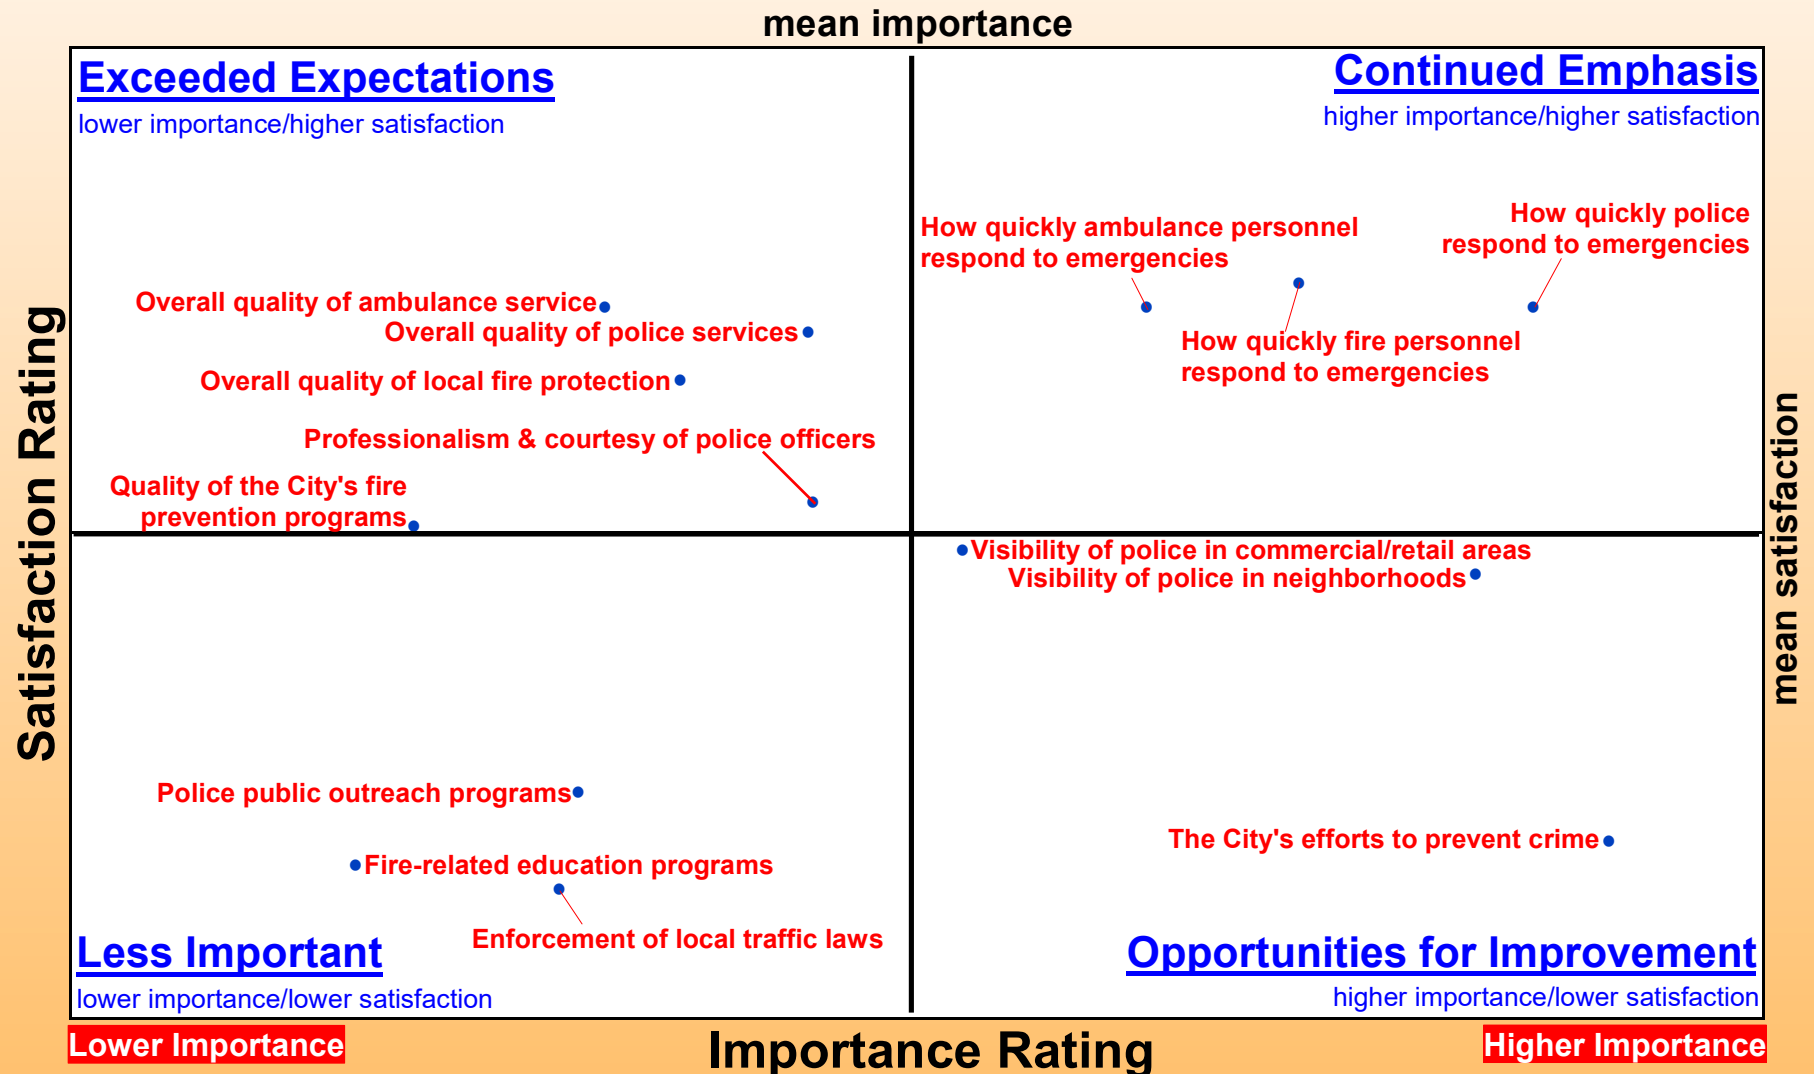 mean importance
Exceeded Expectations
lower importance/higher satisfaction
Continued Emphasis
higher importance/higher satisfaction
How quickly ambulance personnel
respond to emergencies
How quickly police
respond to emergencies
Overall quality of ambulance service
Overall quality of police services
How quickly fire personnel
respond to emergencies
Overall quality of local fire protection
Professionalism & courtesy of police officers
Quality of the City's fire
prevention programs
Satisfaction Rating
mean satisfaction
Visibility of police in commercial/retail areas
Visibility of police in neighborhoods
Police public outreach programs
The City's efforts to prevent crime
Fire-related education programs
Enforcement of local traffic laws
Less Important
lower importance/lower satisfaction
Opportunities for Improvement
higher importance/lower satisfaction
Lower Importance
Importance Rating
Higher Importance